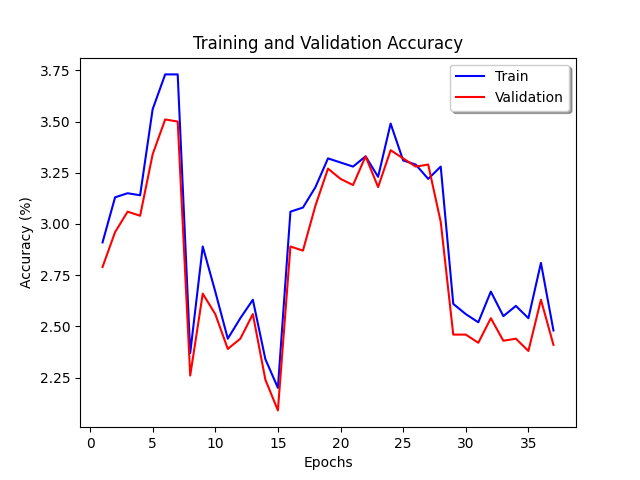 Training and Validation Accuracy
Train
Validation
Accuracy (%)
3.75
3.50
3.25
3.00
2.75
2.50
2.25
0 5 10 15 20 25 30 35
Epochs